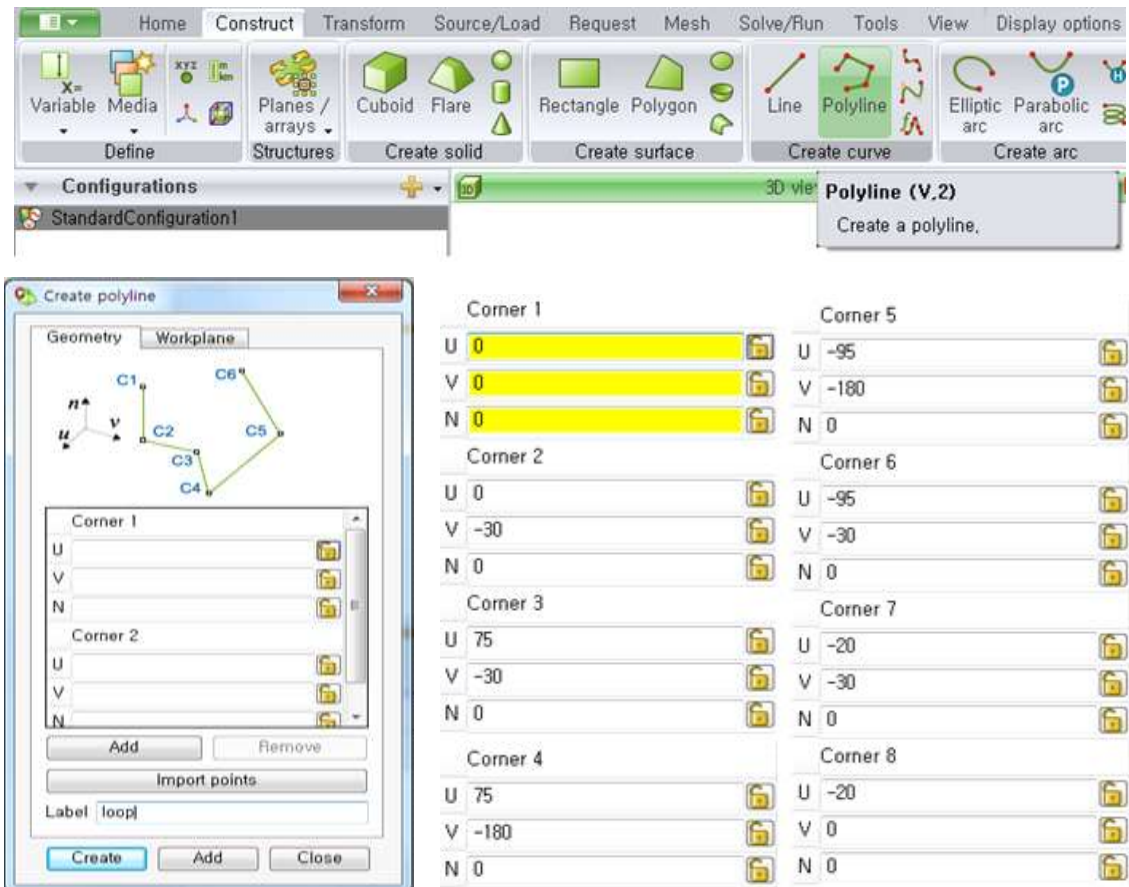 Home Construct Transform Source/Load Request Mesh Solve/Run Tools View Display options
X=
xyz
m
km
P
H
Variable Media Planes / arrays Cuboid Flare Rectangle Polygon Line Polyline Elliptic arc Parabolic arc
Define Structures Create solid Create surface Create curve Create arc
Configurations
3D
3D vie
StandardConfiguration1
Polyline (V,2)
Create a polyline,
Create polyline
Geometry Workplane
C1
C6
n
v
u
C2
C5
C3
C4
Corner 1
U
V
N
Corner 2
U
V
N
Add Remove
Import points
Label loop
Create Add Close
Corner 1
U 0
V 0
N 0
Corner 2
U 0
V -30
N 0
Corner 3
U 75
V -30
N 0
Corner 4
U 75
V -180
N 0
Corner 5
U -95
V -180
N 0
Corner 6
U -95
V -30
N 0
Corner 7
U -20
V -30
N 0
Corner 8
U -20
V 0
N 0